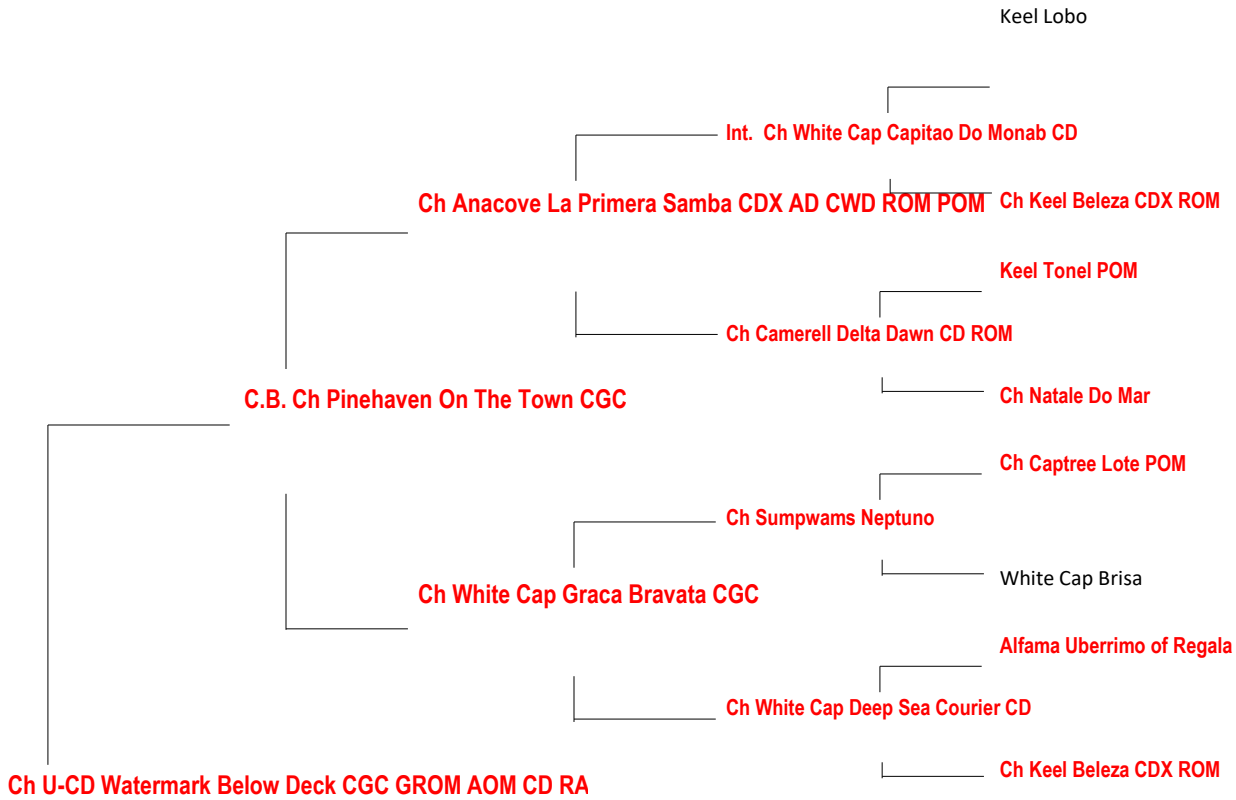 Keel Lobo
Int. Ch White Cap Capitao Do Monab CD
Ch Anacove La Primera Samba CDX AD CWD ROM POM
Ch Keel Beleza CDX ROM
Keel Tonel POM
Ch Camerell Delta Dawn CD ROM
C.B. Ch Pinehaven On The Town CGC
Ch Natale Do Mar
Ch Captree Lote POM
Ch Sumpwams Neptuno
White Cap Brisa
Ch White Cap Graca Bravata CGC
Alfama Uberrimo of Regala
Ch White Cap Deep Sea Courier CD
Ch Keel Beleza CDX ROM
Ch U-CD Watermark Below Deck CGC GROM AOM CD RA